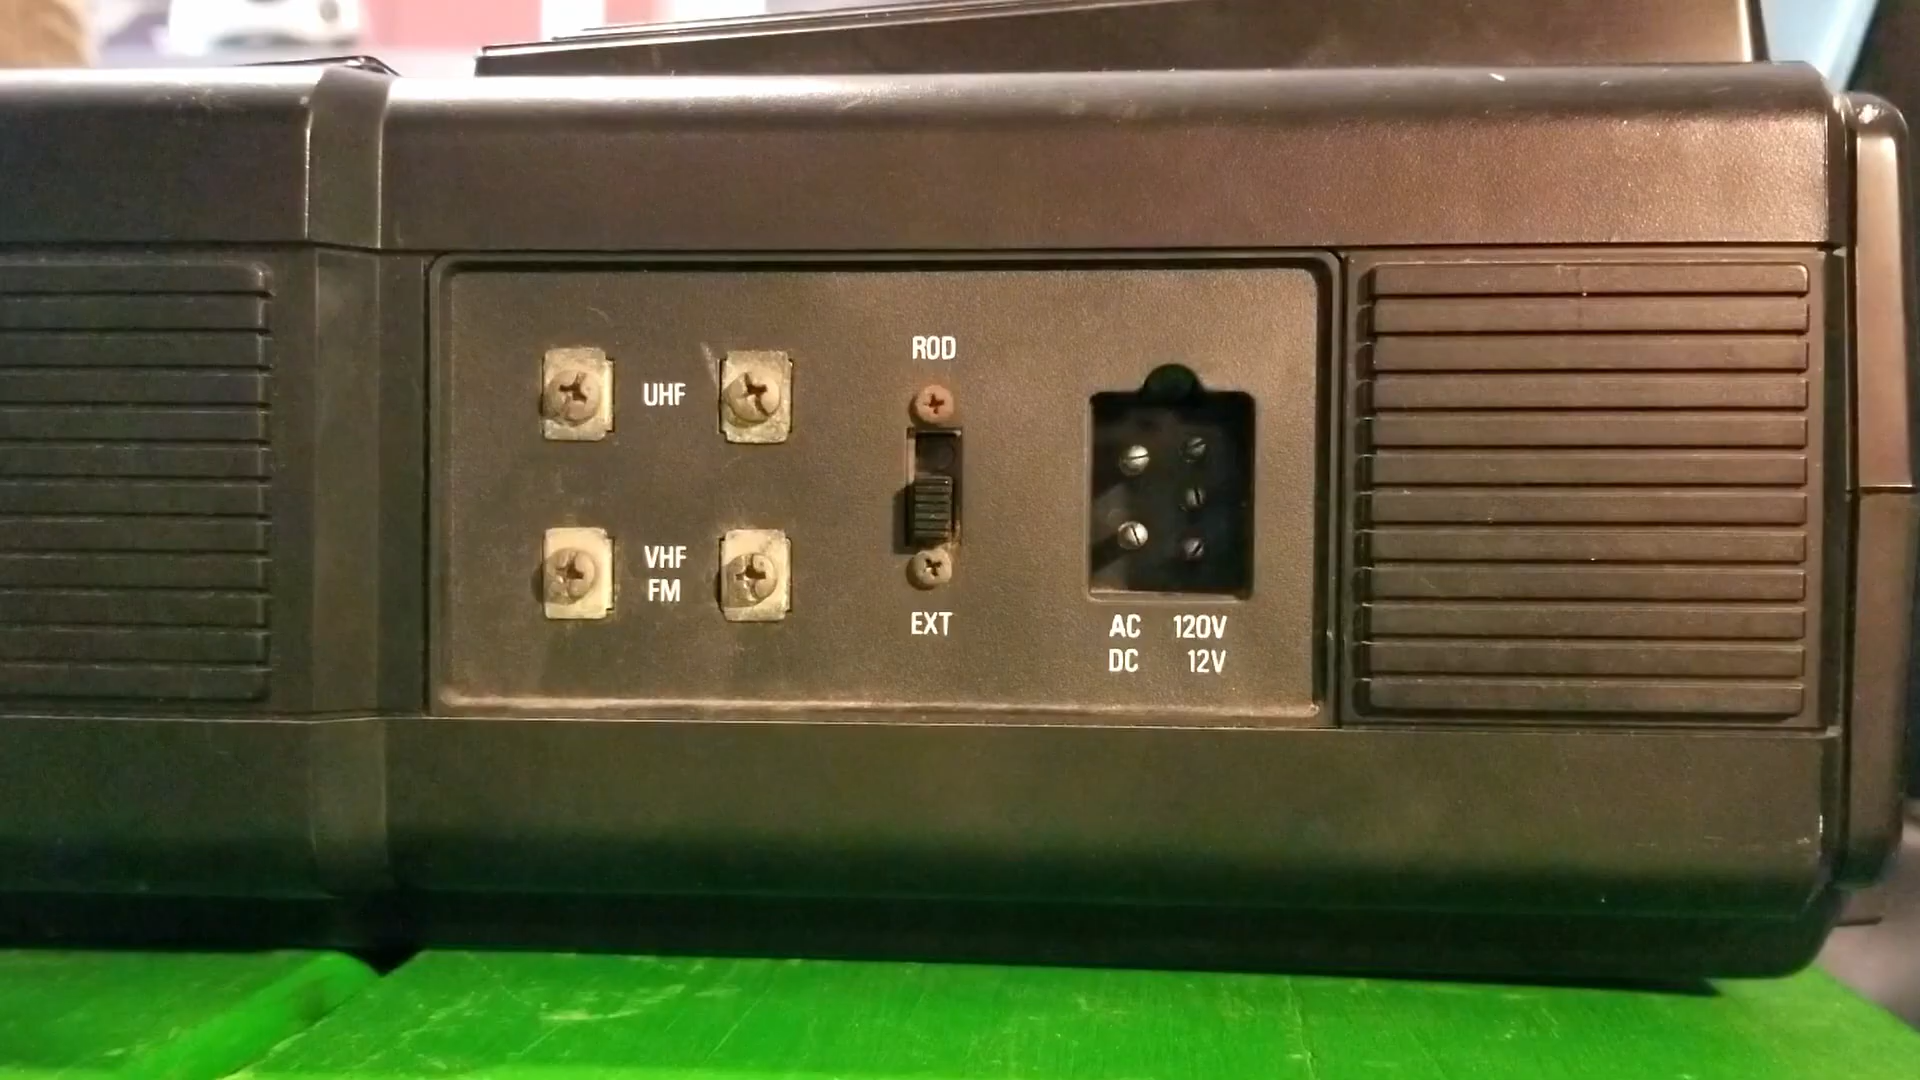 UHF
VHF
FM
ROD
EXT
AC 120V
DC 12V